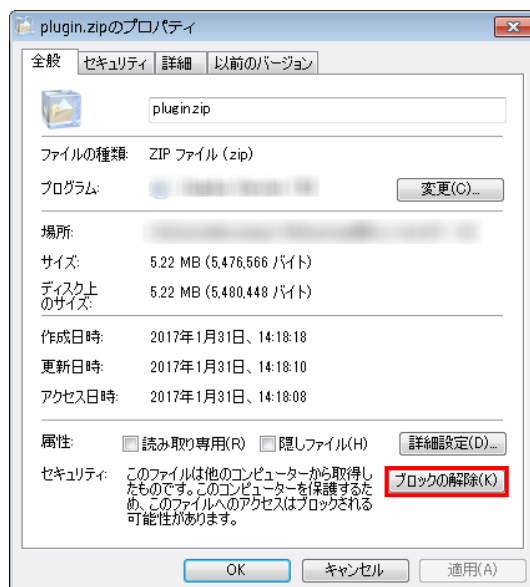 plugin.zipのプロパティ
全般 セキュリティ 詳細 以前のバージョン
plugin.zip
ファイルの種類: ZIP ファイル (zip)
プログラム: 変更(C)...
場所:
サイズ: 5.22 MB (5,476,566 バイト)
ディスク上
のサイズ: 5.22 MB (5,480,448 バイト)
作成日時: 2017年1月31日、14:18:18
更新日時: 2017年1月31日、14:18:10
アクセス日時: 2017年1月31日、14:18:08
属性: 読み取り専用(R) 隠しファイル(H) 詳細設定(D)...
セキュリティ: このファイルは他のコンピューターから取得し
たものです。このコンピューターを保護するた
め、このファイルへのアクセスはブロックされる
可能性があります。
ブロックの解除(K)
OK キャンセル 適用(A)